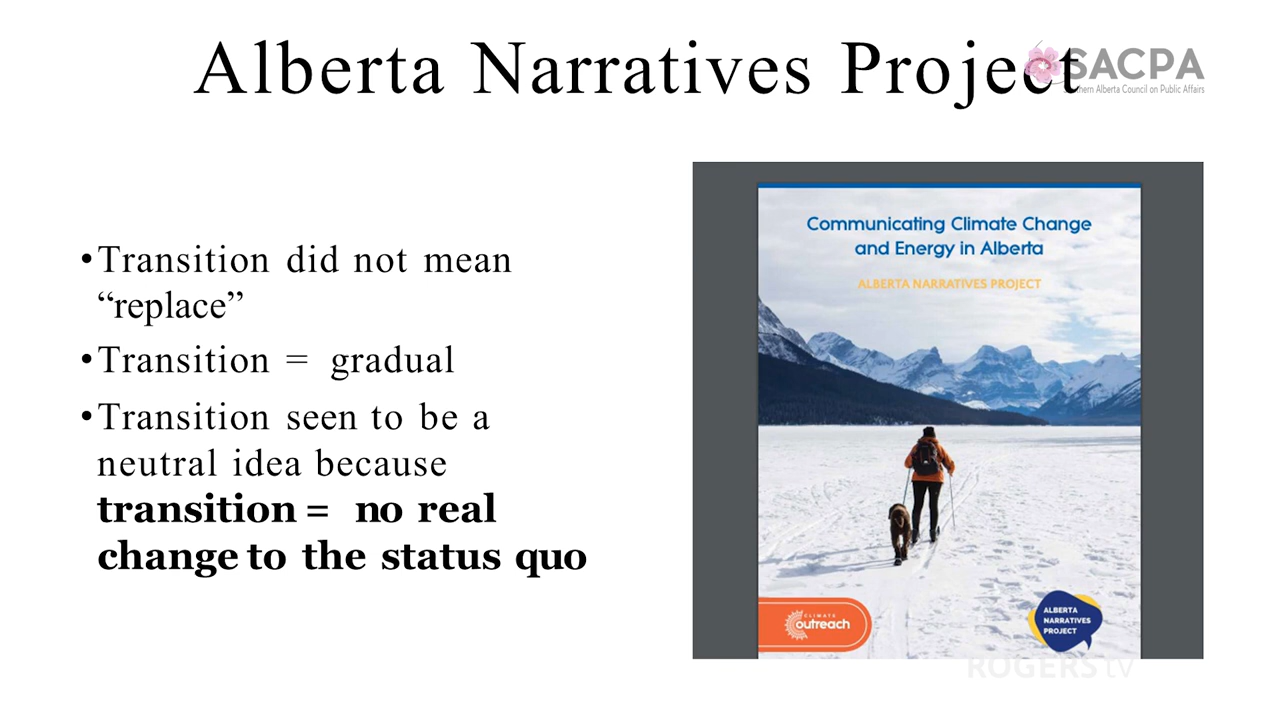 Alberta Narratives Project
SACPA
hern Alberta Council on Public Affairs
•Transition did not mean
“replace”
•Transition = gradual
•Transition seen to be a
neutral idea because
transition = no real
change to the status quo
Communicating Climate Change
and Energy in Alberta
ALBERTA NARRATIVES PROJECT
CLIMATE
outreach
ALBERTA
NARRATIVES
PROJECT
ROGERS tv